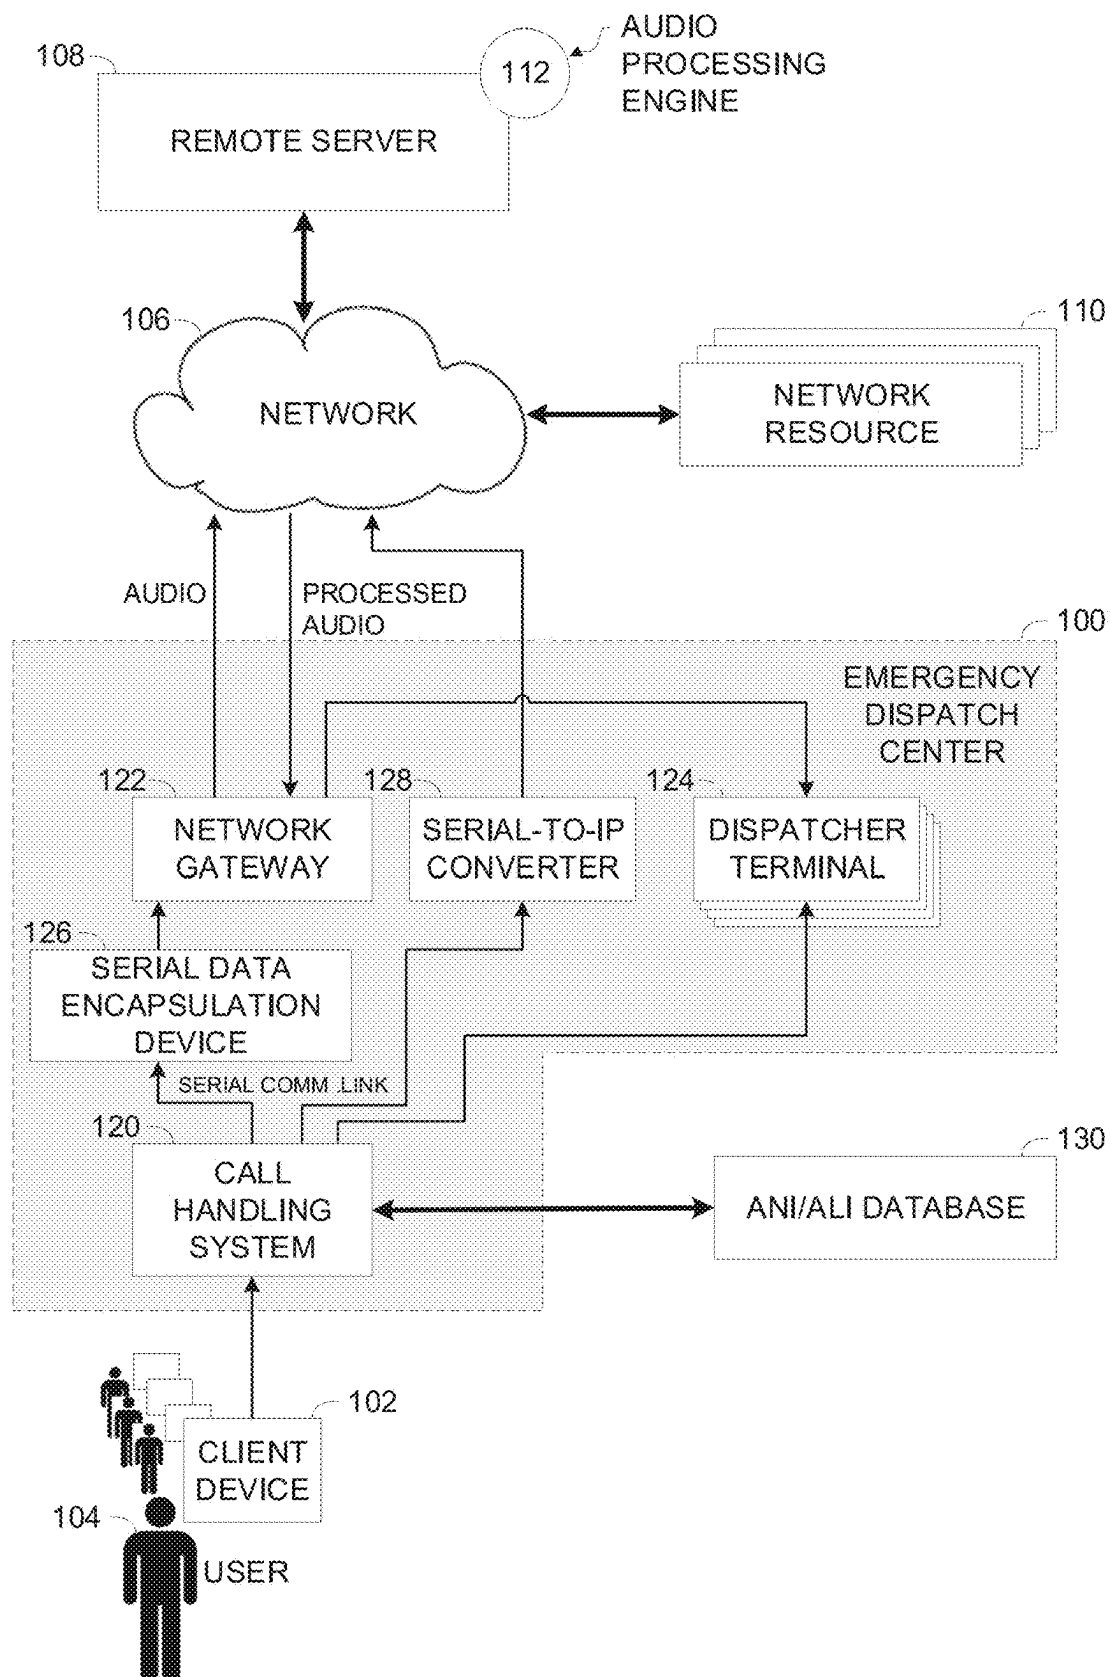 108
112
AUDIO
PROCESSING
ENGINE
REMOTE SERVER
106
NETWORK
110
NETWORK
RESOURCE
AUDIO
PROCESSED
AUDIO
100
EMERGENCY
DISPATCH
CENTER
122
NETWORK
GATEWAY
128
SERIAL-TO-IP
CONVERTER
124
DISPATCHER
TERMINAL
126
SERIAL DATA
ENCAPSULATION
DEVICE
SERIAL COMM .LINK
120
CALL
HANDLING
SYSTEM
130
ANI/ALI DATABASE
102
CLIENT
DEVICE
104
USER